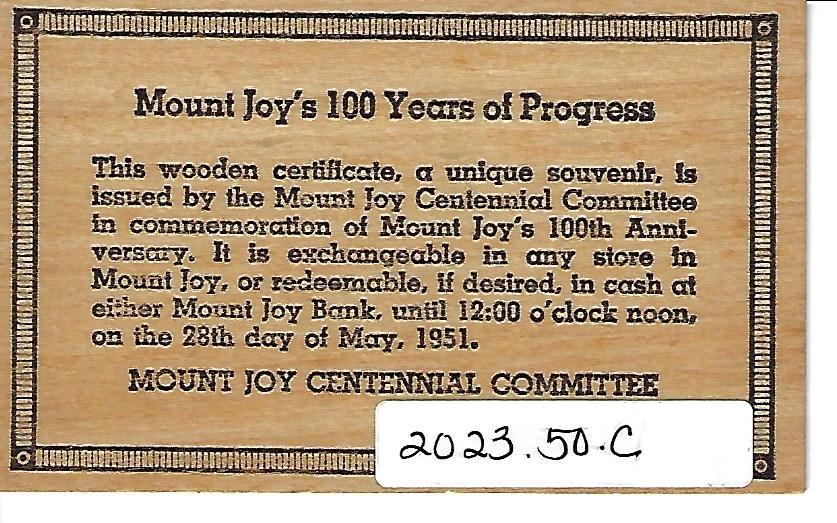 Mount Joy's 100 Years of Progress
This wooden certificate, a unique souvenir, is
issued by the Mount Joy Centennial Committee
in commemoration of Mount Joy's 100th Anni-
versary. It is exchangeable in any store in
Mount Joy, or redeemable, if desired, in cash at
either Mount Joy Bank, until 12:00 o'clock noon,
on the 28th day of May, 1951.
MOUNT JOY CENTENNIAL COMMITTEE
2023.50.C